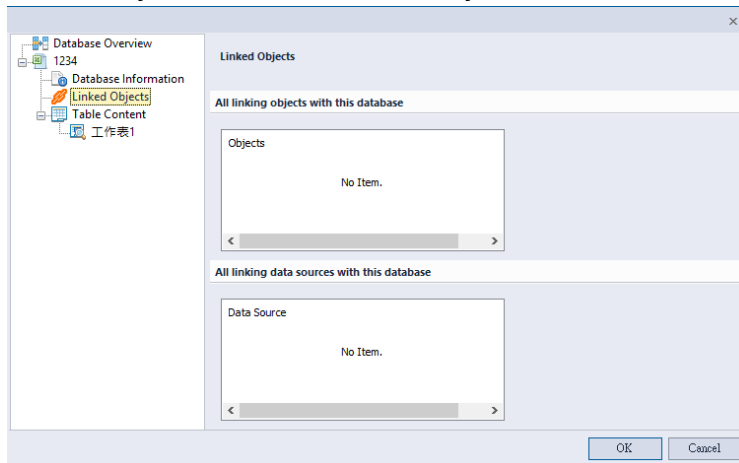 Database Overview
1234
Database Information
Linked Objects
Table Content
工作表1
Linked Objects
All linking objects with this database
Objects
No Item.
All linking data sources with this database
Data Source
No Item.
OK
Cancel